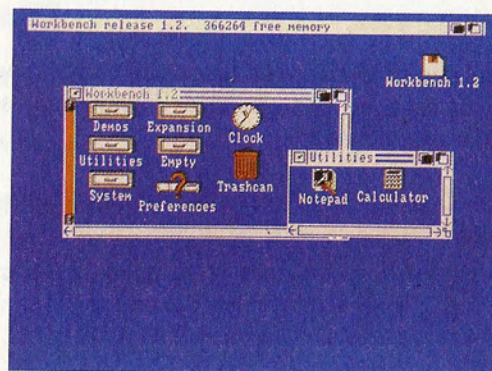 Workbench release 1.2. 366264 free memory
Workbench 1.2
Workbench 1.2
Demos Expansion Clock
Utilities Empty Trashcan
System Preferences
Utilities
Notepad Calculator